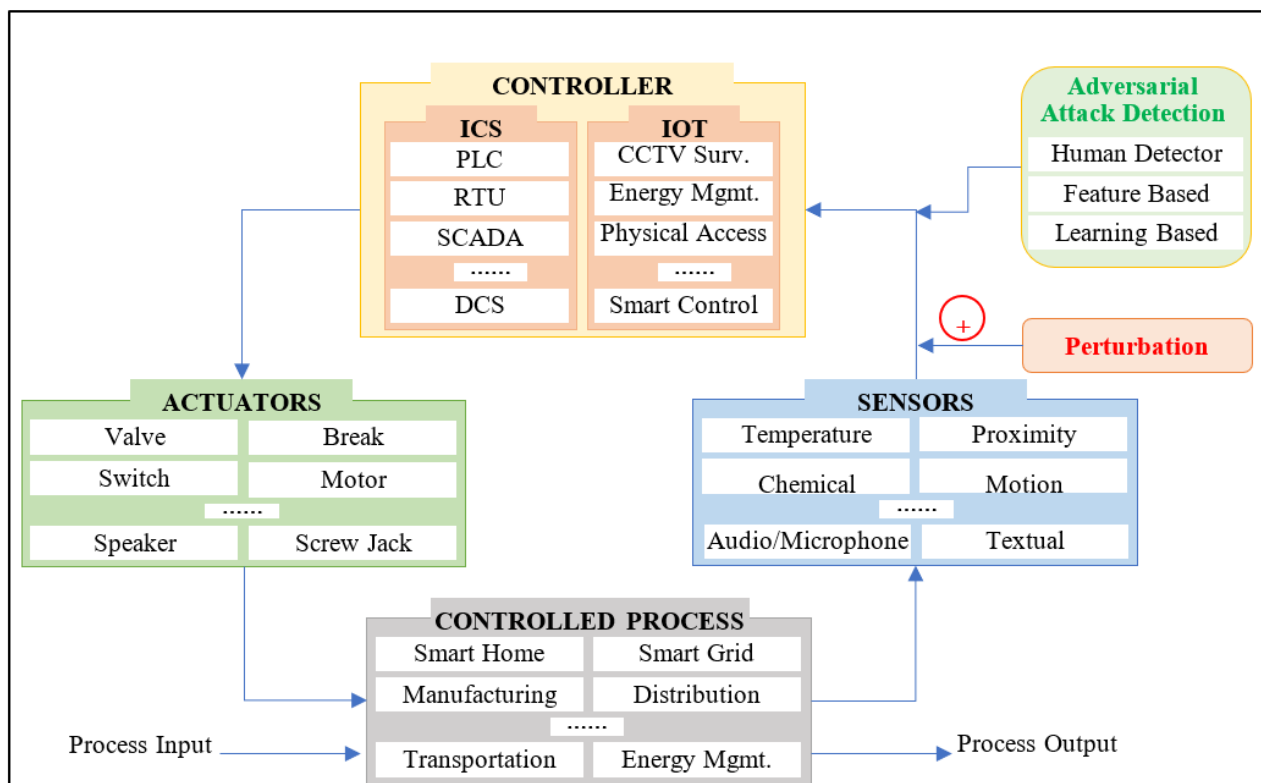 CONTROLLER
ICS
PLC
RTU
SCADA
......
DCS
IOT
CCTV Surv.
Energy Mgmt.
Physical Access
......
Smart Control
Adversarial
Attack Detection
Human Detector
Feature Based
Learning Based
+
Perturbation
ACTUATORS
Valve
Break
Switch
Motor
......
Speaker
Screw Jack
SENSORS
Temperature
Proximity
Chemical
Motion
......
Audio/Microphone
Textual
CONTROLLED PROCESS
Smart Home
Smart Grid
Manufacturing
Distribution
......
Transportation
Energy Mgmt.
Process Input
Process Output